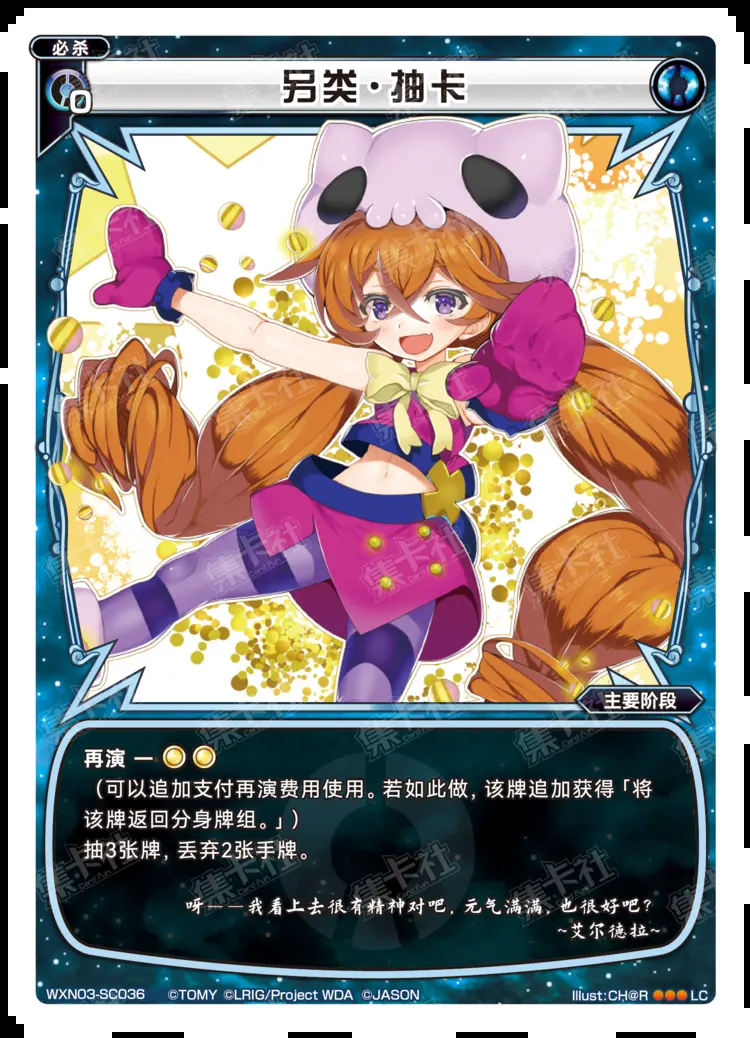 必杀
0
另类·抽卡
主要阶段
再演 —
（可以追加支付再演费用使用。若如此做，该牌追加获得「将
该牌返回分身牌组。」）
抽3张牌，丢弃2张手牌。
呀——我看上去很有精神对吧，元气满满，也很好吧？
~艾尔德拉~
WXN03-SC036 ©TOMY ©LRIG/Project WDA ©JASON Illust:CH@R LC
集卡社